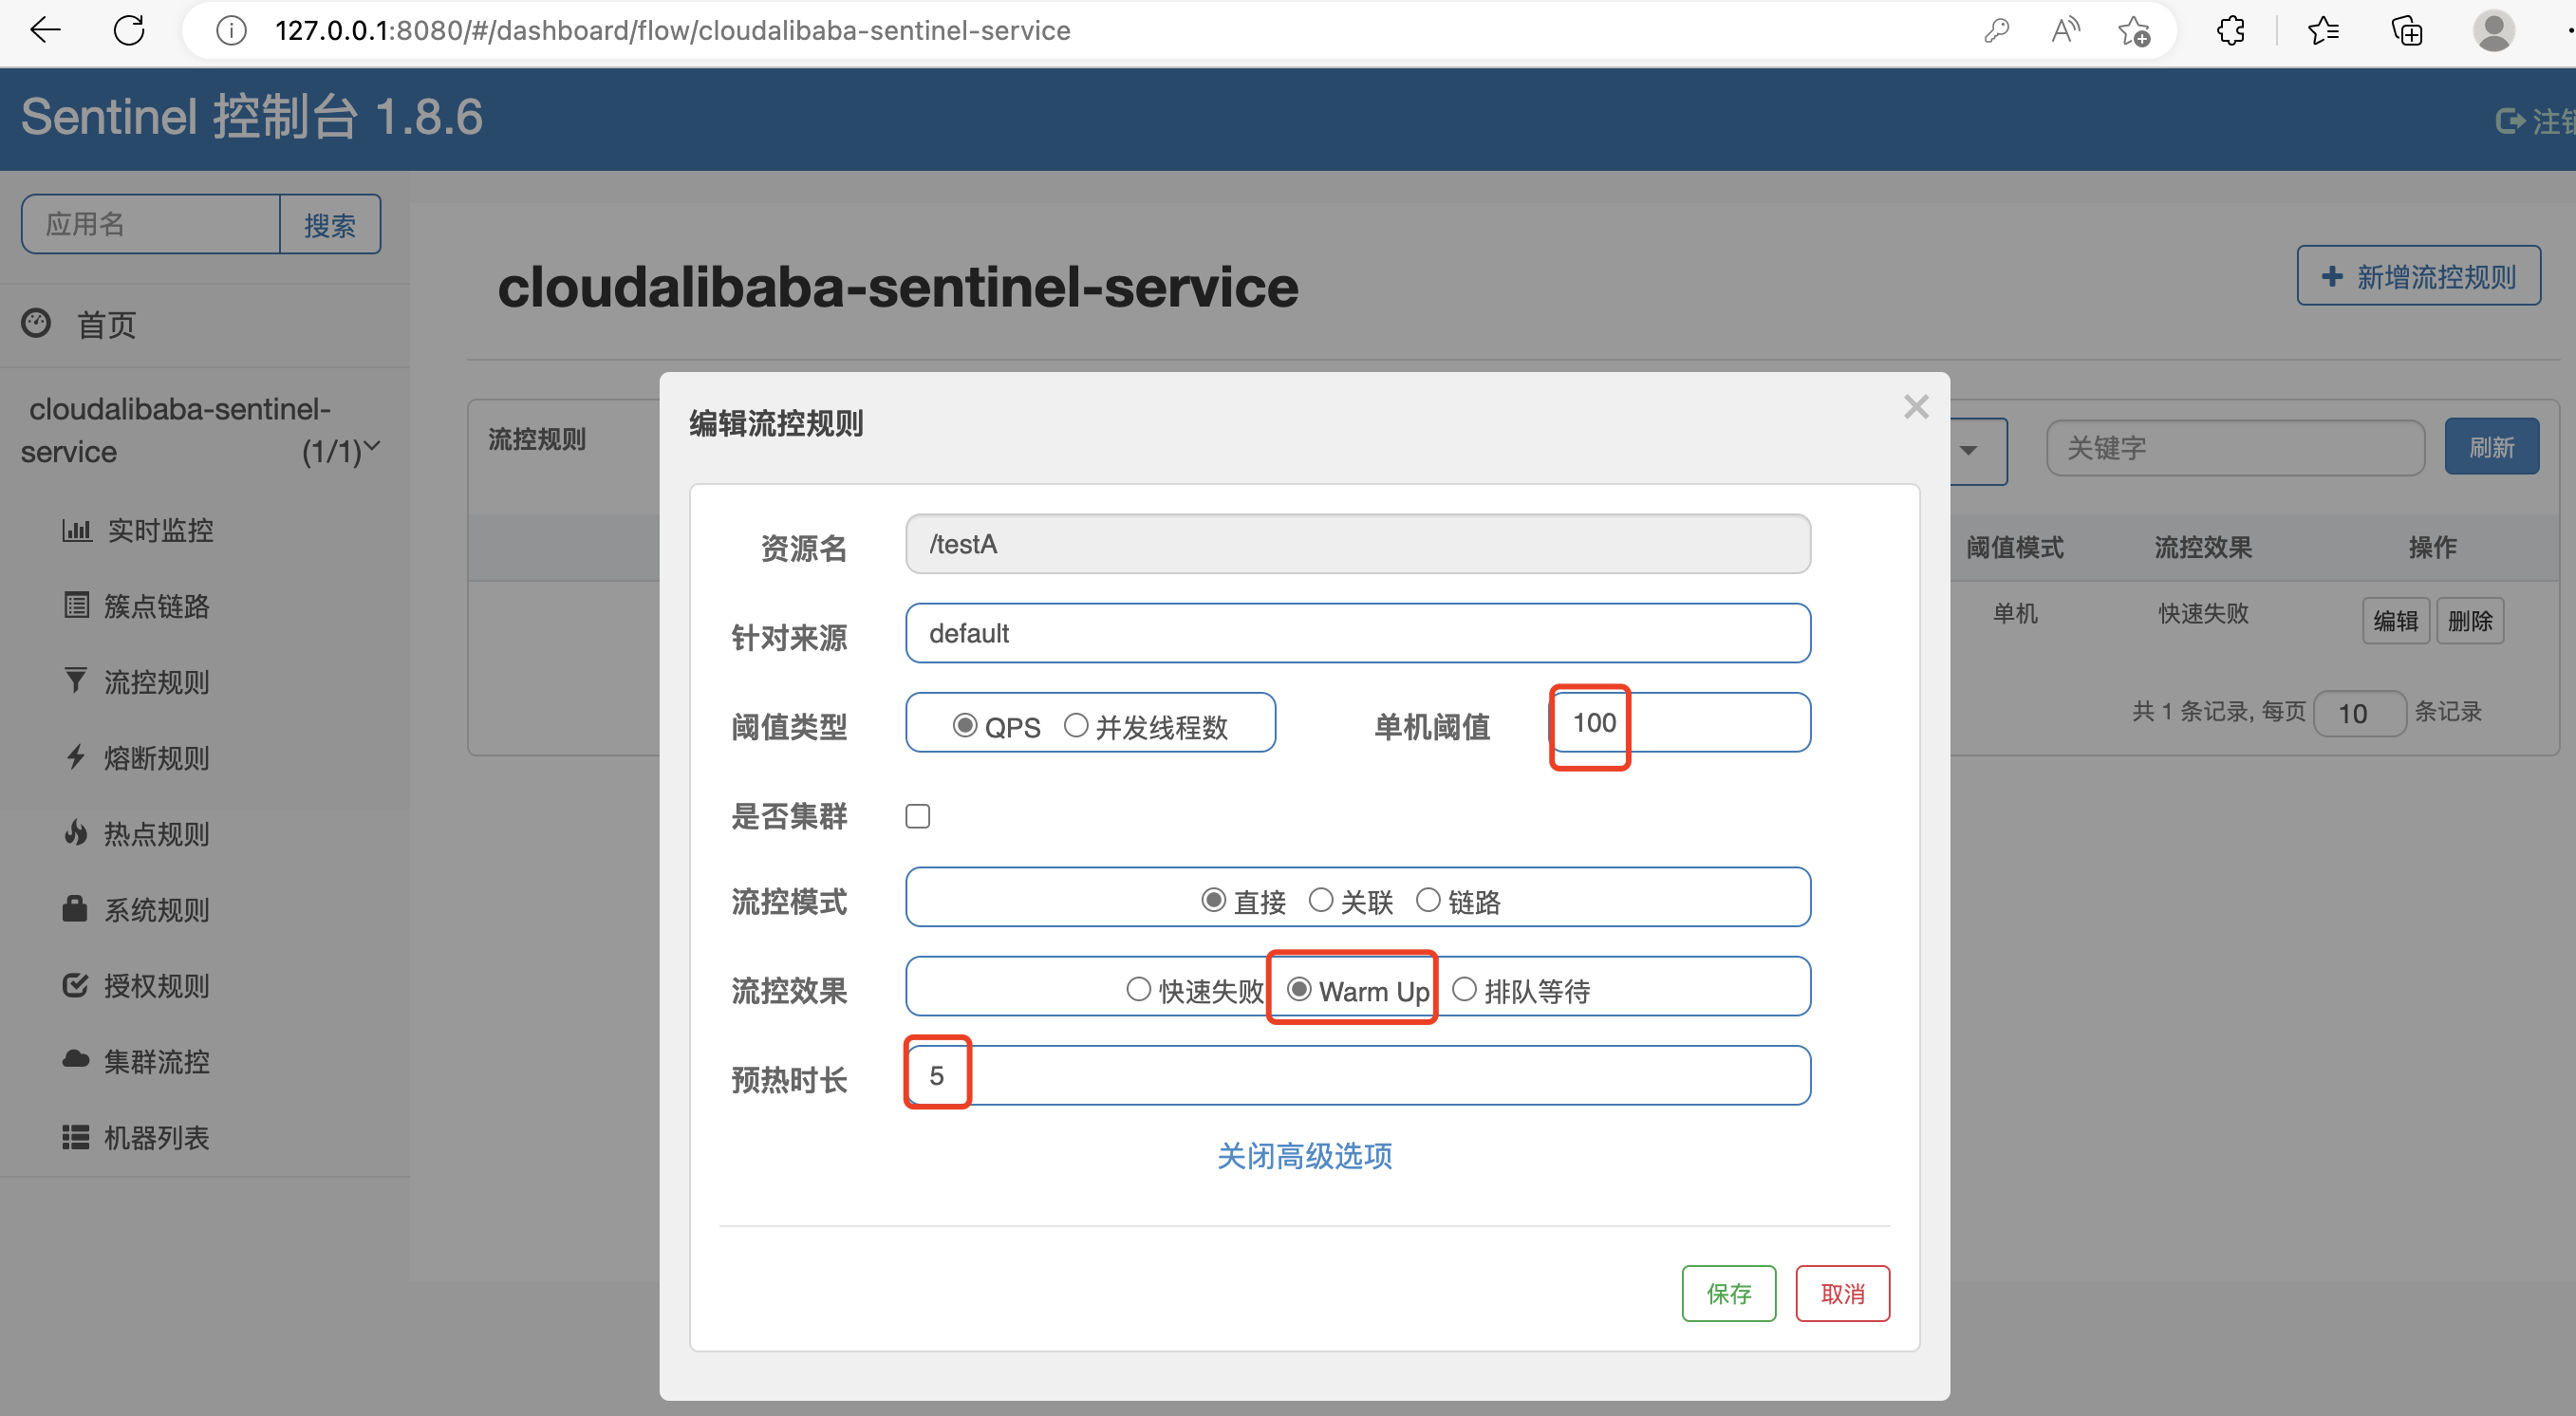 127.0.0.1:8080/#/dashboard/flow/cloudalibaba-sentinel-service
Sentinel 控制台 1.8.6
注销
应用名
搜索
首页
cloudalibaba-sentinel-
service (1/1)
实时监控
簇点链路
流控规则
熔断规则
热点规则
系统规则
授权规则
集群流控
机器列表
cloudalibaba-sentinel-service
新增流控规则
流控规则
关键字
刷新
阈值模式 流控效果 操作
单机 快速失败 编辑 删除
共 1 条记录, 每页 10 条记录
编辑流控规则
×
资源名 /testA
针对来源 default
阈值类型 QPS 并发线程数 单机阈值 100
是否集群
流控模式 直接 关联 链路
流控效果 快速失败 Warm Up 排队等待
预热时长 5
关闭高级选项
保存 取消